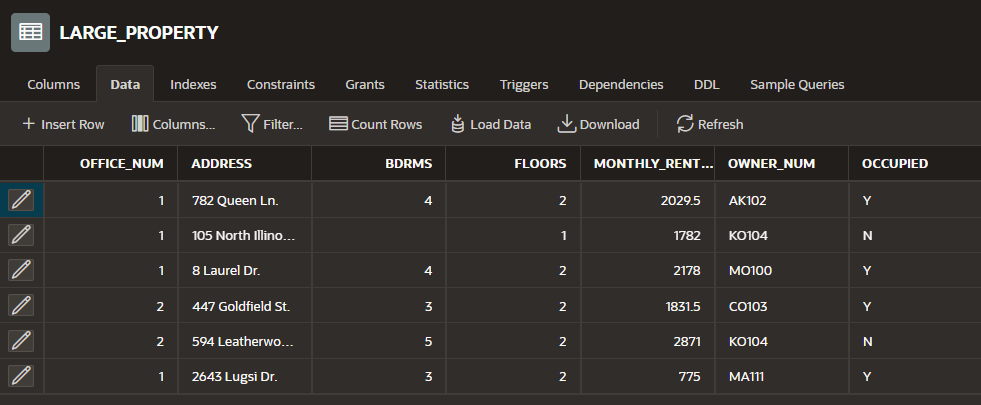 LARGE_PROPERTY
Columns Data Indexes Constraints Grants Statistics Triggers Dependencies DDL Sample Queries
+ Insert Row Columns... Filter... Count Rows Load Data Download Refresh
OFFICE_NUM ADDRESS BDRMS FLOORS MONTHLY_RENT... OWNER_NUM OCCUPIED
1 782 Queen Ln. 4 2 2029.5 AK102 Y
1 105 North Illino... 1 1782 KO104 N
1 8 Laurel Dr. 4 2 2178 MO100 Y
2 447 Goldfield St. 3 2 1831.5 CO103 Y
2 594 Leatherwo... 5 2 2871 KO104 N
1 2643 Lugsi Dr. 3 2 775 MA111 Y